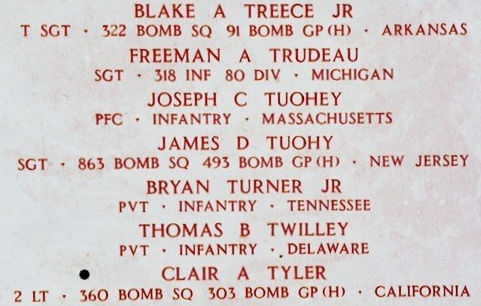 BLAKE A TREECE JR
T SGT · 322 BOMB SQ 91 BOMB GP (H) · ARKANSAS
FREEMAN A TRUDEAU
SGT · 318 INF 80 DIV · MICHIGAN
JOSEPH C TUOHEY
PFC · INFANTRY · MASSACHUSETTS
JAMES D TUOHY
SGT · 863 BOMB SQ 493 BOMB GP (H) · NEW JERSEY
BRYAN TURNER JR
PVT · INFANTRY · TENNESSEE
THOMAS B TWILLEY
PVT · INFANTRY · DELAWARE
CLAIR A TYLER
2 LT · 360 BOMB SQ 303 BOMB GP (H) · CALIFORNIA